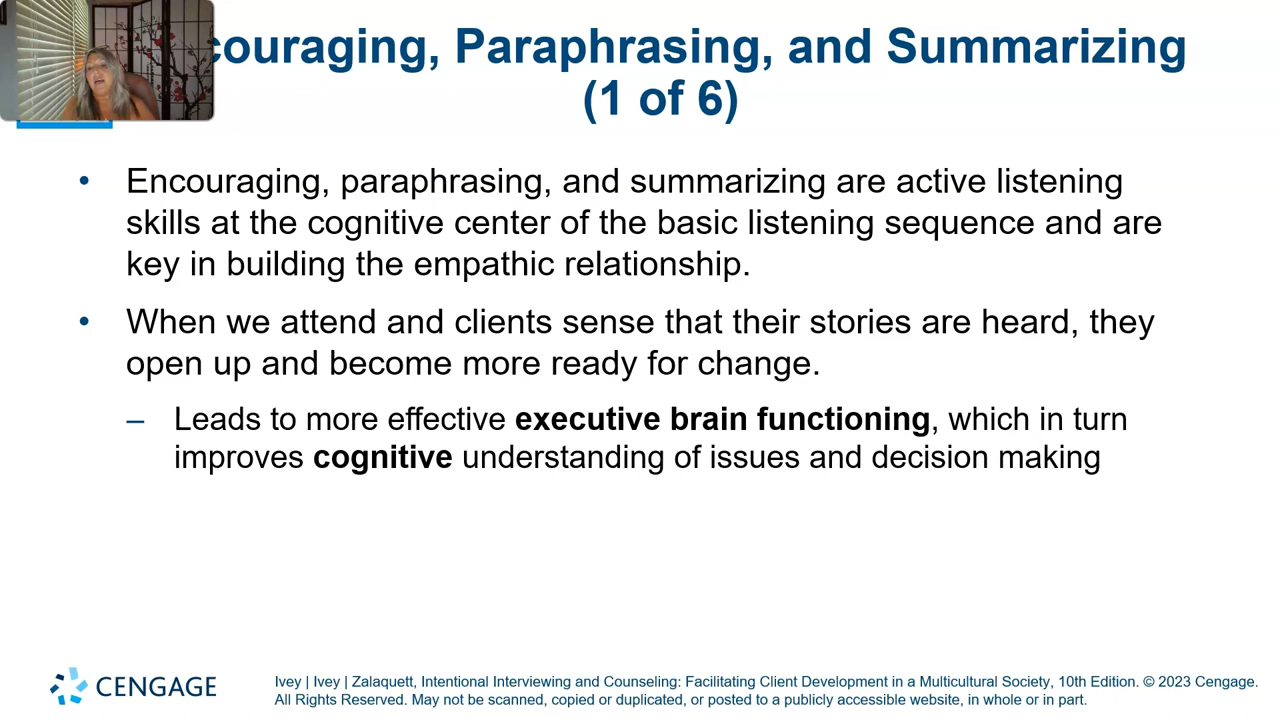 couraging, Paraphrasing, and Summarizing
(1 of 6)
• Encouraging, paraphrasing, and summarizing are active listening
skills at the cognitive center of the basic listening sequence and are
key in building the empathic relationship.
• When we attend and clients sense that their stories are heard, they
open up and become more ready for change.
– Leads to more effective executive brain functioning, which in turn
improves cognitive understanding of issues and decision making
CENGAGE
Ivey | Ivey | Zalaquett, Intentional Interviewing and Counseling: Facilitating Client Development in a Multicultural Society, 10th Edition. © 2023 Cengage.
All Rights Reserved. May not be scanned, copied or duplicated, or posted to a publicly accessible website, in whole or in part.